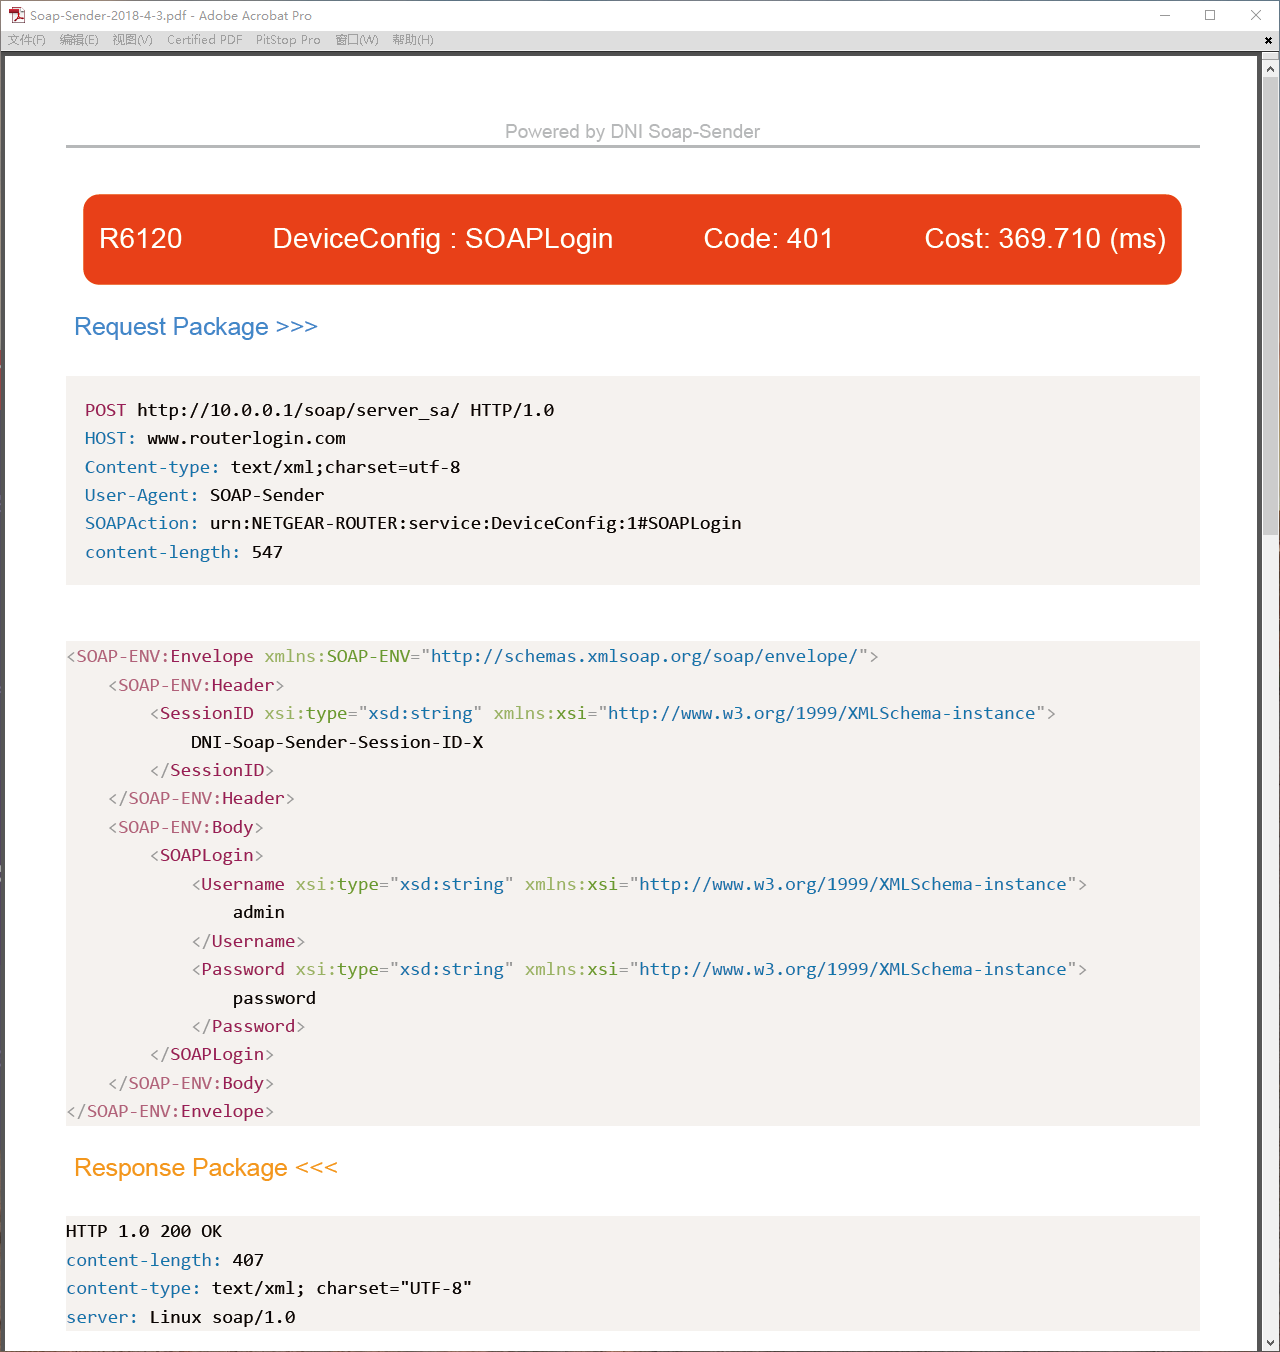 Soap-Sender-2018-4-3.pdf - Adobe Acrobat Pro
文件(F) 编辑(E) 视图(V) Certified PDF PitStop Pro 窗口(W) 帮助(H)
Powered by DNI Soap-Sender
R6120 DeviceConfig : SOAPLogin Code: 401 Cost: 369.710 (ms)
Request Package >>>
POST http://10.0.0.1/soap/server_sa/ HTTP/1.0
HOST: www.routerlogin.com
Content-type: text/xml;charset=utf-8
User-Agent: SOAP-Sender
SOAPAction: urn:NETGEAR-ROUTER:service:DeviceConfig:1#SOAPLogin
content-length: 547
<SOAP-ENV:Envelope xmlns:SOAP-ENV="http://schemas.xmlsoap.org/soap/envelope/">
<SOAP-ENV:Header>
<SessionID xsi:type="xsd:string" xmlns:xsi="http://www.w3.org/1999/XMLSchema-instance">
DNI-Soap-Sender-Session-ID-X
</SessionID>
</SOAP-ENV:Header>
<SOAP-ENV:Body>
<SOAPLogin>
<Username xsi:type="xsd:string" xmlns:xsi="http://www.w3.org/1999/XMLSchema-instance">
admin
</Username>
<Password xsi:type="xsd:string" xmlns:xsi="http://www.w3.org/1999/XMLSchema-instance">
password
</Password>
</SOAPLogin>
</SOAP-ENV:Body>
</SOAP-ENV:Envelope>
Response Package <<<
HTTP 1.0 200 OK
content-length: 407
content-type: text/xml; charset="UTF-8"
server: Linux soap/1.0